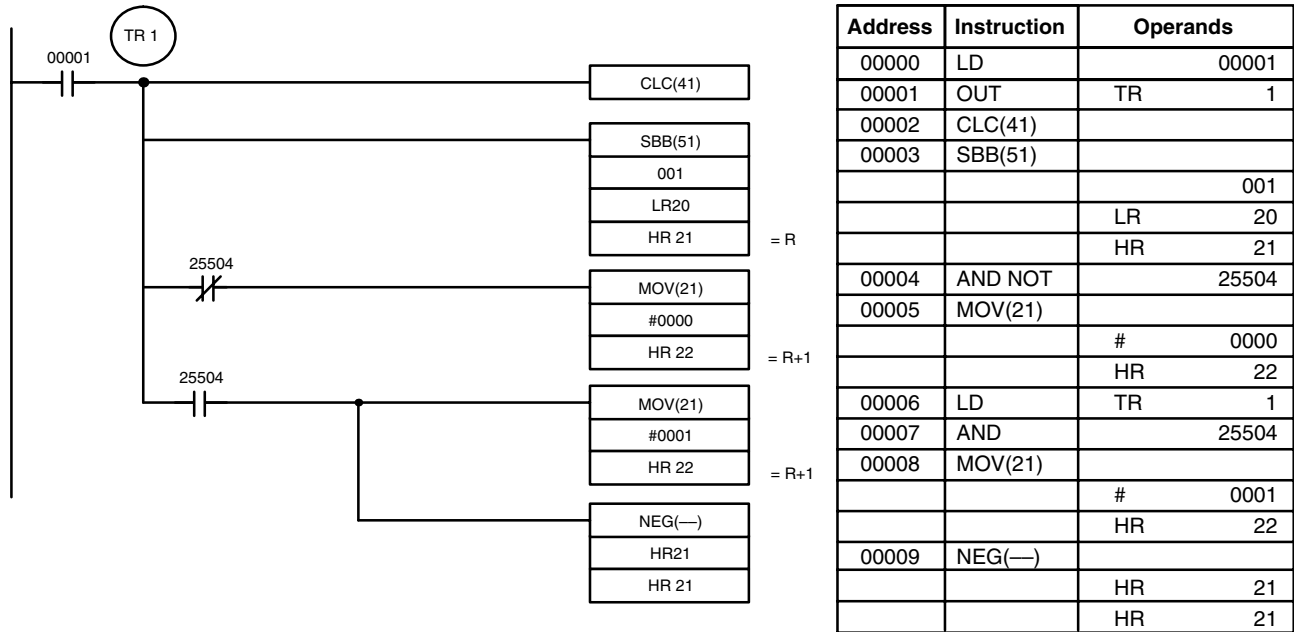 TR 1
00001
CLC(41)
SBB(51)
001
LR20
HR 21
= R
25504
MOV(21)
#0000
HR 22
= R+1
25504
MOV(21)
#0001
HR 22
= R+1
NEG(––)
HR21
HR 21
Address Instruction Operands
00000 LD 00001
00001 OUT TR 1
00002 CLC(41)
00003 SBB(51)
001
LR 20
HR 21
00004 AND NOT 25504
00005 MOV(21)
# 0000
HR 22
00006 LD TR 1
00007 AND 25504
00008 MOV(21)
# 0001
HR 22
00009 NEG(––)
HR 21
HR 21